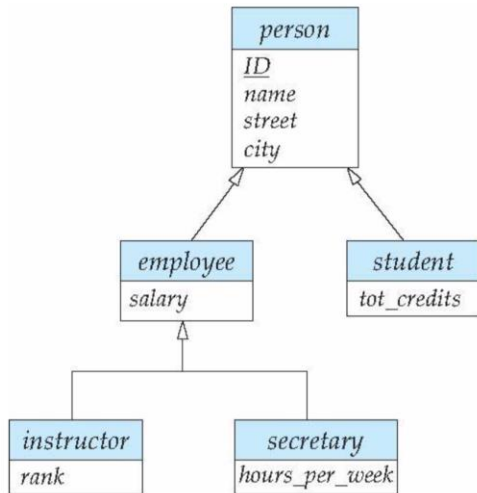 person
ID
name
street
city
employee
salary
student
tot_credits
instructor
rank
secretary
hours_per_week